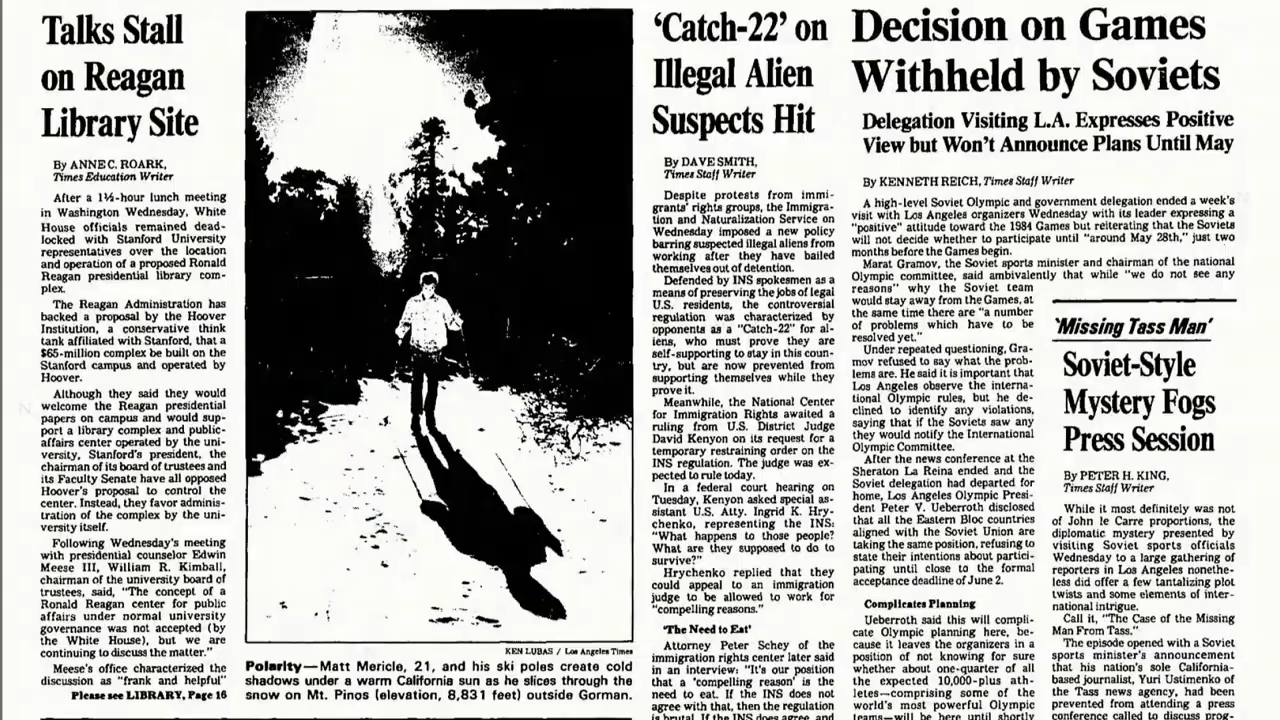 Talks Stall
on Reagan
Library Site
By ANNE C. ROARK,
Times Education Writer
After a 1½-hour lunch meeting
in Washington Wednesday, White
House officials remained dead-
locked with Stanford University
representatives over the location
and operation of a proposed Ronald
Reagan presidential library com-
plex.
The Reagan Administration has
backed a proposal by the Hoover
Institution, a conservative think
tank affiliated with Stanford, that a
$65-million complex be built on the
Stanford campus and operated by
Hoover.
Although they said they would
welcome the Reagan presidential
papers on campus and would sup-
port a library complex and public-
affairs center operated by the uni-
versity, Stanford's president, the
chairman of its board of trustees and
its Faculty Senate have all opposed
Hoover's proposal to control the
center. Instead, they favor adminis-
tration of the complex by the uni-
versity itself.
Following Wednesday's meeting
with presidential counselor Edwin
Meese III, William R. Kimball,
chairman of the university board of
trustees, said, "The concept of a
Ronald Reagan center for public
affairs under normal university
governance was not accepted (by
the White House), but we are
continuing to discuss the matter."
Meese's office characterized the
discussion as "frank and helpful"
Please see LIBRARY, Page 16
KEN LUBAS / Los Angeles Times
Polarity—Matt Mericle, 21, and his ski poles create cold
shadows under a warm California sun as he slices through the
snow on Mt. Pinos (elevation, 8,831 feet) outside Gorman.
'Catch-22' on
Illegal Alien
Suspects Hit
By DAVE SMITH,
Times Staff Writer
Despite protests from immi-
grants' rights groups, the Immigra-
tion and Naturalization Service on
Wednesday imposed a new policy
barring suspected illegal aliens from
working after they have bailed
themselves out of detention.
Defended by INS spokesmen as a
means of preserving the jobs of legal
U.S. residents, the controversial
regulation was characterized by
opponents as a "Catch-22" for al-
iens, who must prove they are
self-supporting to stay in this coun-
try, but are now prevented from
supporting themselves while they
prove it.
Meanwhile, the National Center
for Immigration Rights awaited a
ruling from U.S. District Judge
David Kenyon on its request for a
temporary restraining order on the
INS regulation. The judge was ex-
pected to rule today.
In a federal court hearing on
Tuesday, Kenyon asked special as-
sistant U.S. Atty. Ingrid K. Hry-
chenko, representing the INS:
"What happens to those people?
What are they supposed to do to
survive?"
Hrychenko replied that they
could appeal to an immigration
judge to be allowed to work for
"compelling reasons."
'The Need to Eat'
Attorney Peter Schey of the
immigration rights center later said
in an interview: "It's our position
that a 'compelling reason' is the
need to eat. If the INS does not
agree with that, then the regulation
is brutal. If the INS does agree, and
Decision on Games
Withheld by Soviets
Delegation Visiting L.A. Expresses Positive
View but Won't Announce Plans Until May
By KENNETH REICH, Times Staff Writer
A high-level Soviet Olympic and government delegation ended a week's
visit with Los Angeles organizers Wednesday with its leader expressing a
"positive" attitude toward the 1984 Games but reiterating that the Soviets
will not decide whether to participate until "around May 28th," just two
months before the Games begin.
Marat Gramov, the Soviet sports minister and chairman of the national
Olympic committee, said ambivalently that while "we do not see any
reasons" why the Soviet team
would stay away from the Games, at
the same time there are "a number
of problems which have to be
resolved yet."
Under repeated questioning, Gra-
mov refused to say what the prob-
lems are. He said it is important that
Los Angeles observe the interna-
tional Olympic rules, but he de-
clined to identify any violations,
saying that if the Soviets saw any
they would notify the International
Olympic Committee.
After the news conference at the
Sheraton La Reina ended and the
Soviet delegation had departed for
home, Los Angeles Olympic Presi-
dent Peter V. Ueberroth disclosed
that all the Eastern Bloc countries
aligned with the Soviet Union are
taking the same position, refusing to
state their intentions about partici-
pating until close to the formal
acceptance deadline of June 2.
Complicates Planning
Ueberroth said this will compli-
cate Olympic planning here, be-
cause it leaves the organizers in a
position of not knowing for sure
whether about one-quarter of all
the expected 10,000-plus ath-
letes—comprising some of the
world's most powerful Olympic
teams—will be here until shortly
'Missing Tass Man'
Soviet-Style
Mystery Fogs
Press Session
By PETER H. KING,
Times Staff Writer
While it most definitely was not
of John le Carre proportions, the
diplomatic mystery presented by
visiting Soviet sports officials
Wednesday to a large gathering of
reporters in Los Angeles nonethe-
less did offer a few tantalizing plot
twists and some elements of inter-
national intrigue.
Call it, "The Case of the Missing
Man From Tass."
The episode opened with a Soviet
sports minister's announcement
that his nation's sole California-
based journalist, Yuri Ustimenko of
the Tass news agency, had been
prevented from attending a press
conference called to discuss prog-